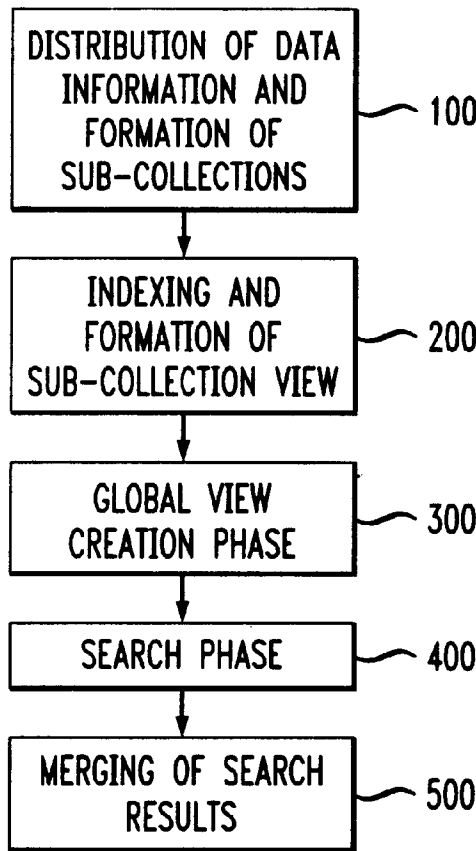 DISTRIBUTION OF DATA
INFORMATION AND
FORMATION OF
SUB-COLLECTIONS
100
INDEXING AND
FORMATION OF
SUB-COLLECTION VIEW
200
GLOBAL VIEW
CREATION PHASE
300
SEARCH PHASE
400
MERGING OF SEARCH
RESULTS
500